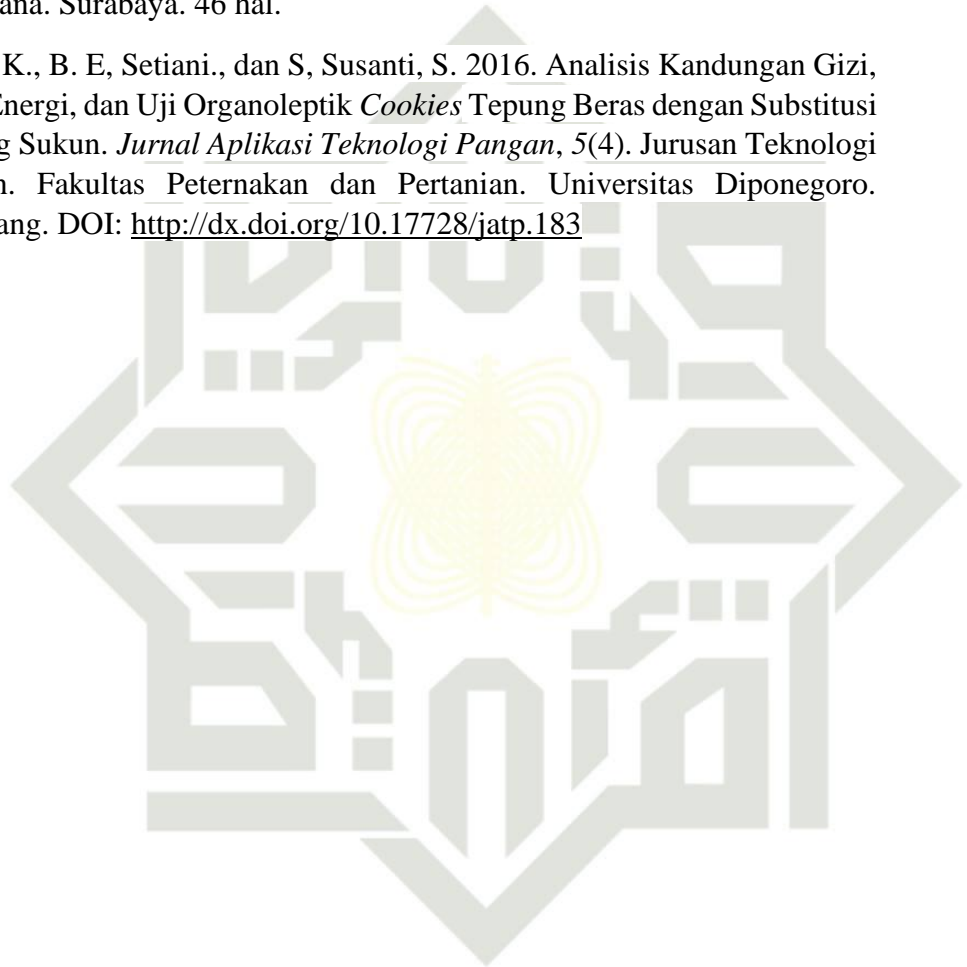 ana. Surabaya. 46 hal.
K., B. E, Setiani., dan S, Susanti, S. 2016. Analisis Kandungan Gizi,
Energi, dan Uji Organoleptik Cookies Tepung Beras dengan Substitusi
g Sukun. Jurnal Aplikasi Teknologi Pangan, 5(4). Jurusan Teknologi
n. Fakultas Peternakan dan Pertanian. Universitas Diponegoro.
ang. DOI: http://dx.doi.org/10.17728/jatp.183